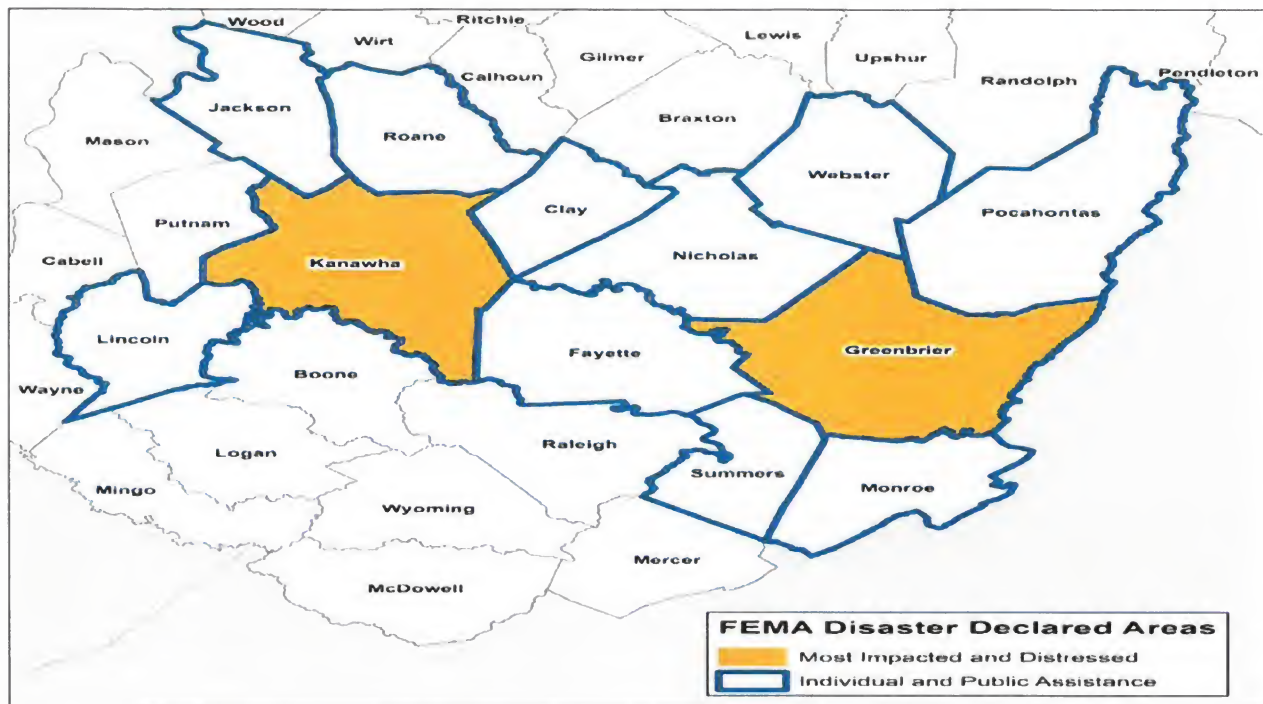 Wood
Ritchie
Wirt
Lewis
Gilmer
Upshur
Calhoun
Randolph
Pendleton
Jackson
Braxton
Roane
Mason
Webster
Clay
Pocahontas
Putnam
Nicholas
Cabell
Kanawha
Lincoln
Fayette
Greenbrier
Boone
Wayne
Raleigh
Logan
Summers
Mingo
Monroe
Wyoming
Mercer
McDowell
FEMA Disaster Declared Areas
Most Impacted and Distressed
Individual and Public Assistance